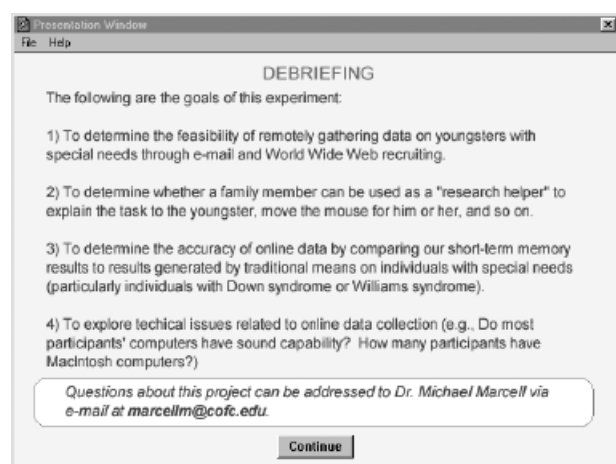 Presentation Window
File Help
DEBRIEFING
The following are the goals of this experiment:
1) To determine the feasibility of remotely gathering data on youngsters with
special needs through e-mail and World Wide Web recruiting.
2) To determine whether a family member can be used as a "research helper" to
explain the task to the youngster, move the mouse for him or her, and so on.
3) To determine the accuracy of online data by comparing our short-term memory
results to results generated by traditional means on individuals with special needs
(particularly individuals with Down syndrome or Williams syndrome).
4) To explore techical issues related to online data collection (e.g., Do most
participants' computers have sound capability? How many participants have
MacIntosh computers?)
Questions about this project can be addressed to Dr. Michael Marcell via
e-mail at marcellm@cofc.edu.
Continue